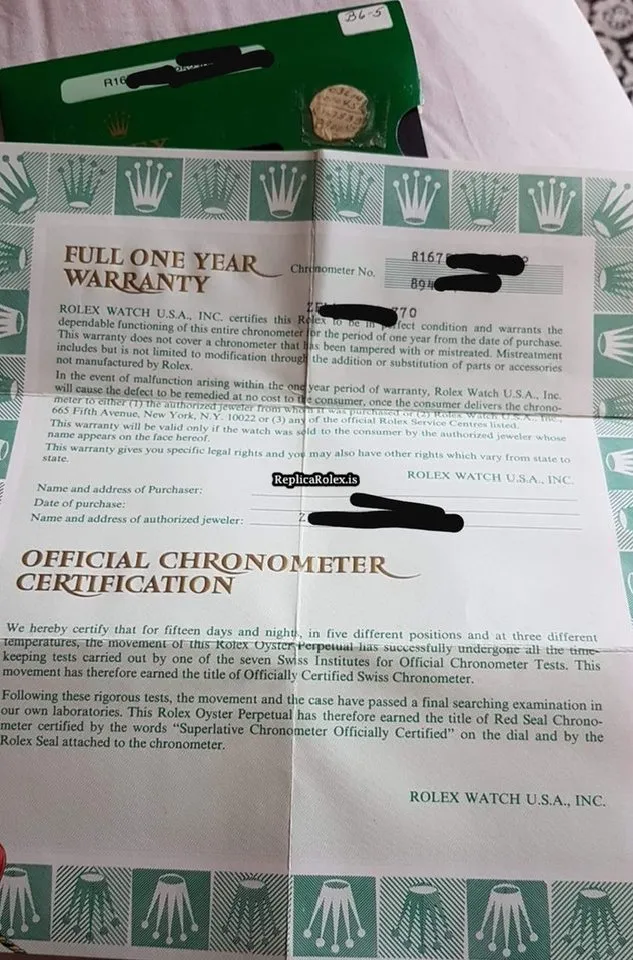 B6-5
R16
FULL ONE YEAR
WARRANTY
Chronometer No.
R167
894
ZE 770
ROLEX WATCH U.S.A., INC. certifies this Rolex to be in perfect condition and warrants the
dependable functioning of this entire chronometer for the period of one year from the date of purchase.
This warranty does not cover a chronometer that has been tampered with or mistreated. Mistreatment
includes but is not limited to modification through the addition or substitution of parts or accessories
not manufactured by Rolex.
In the event of malfunction arising within the one year period of warranty, Rolex Watch U.S.A., Inc.
will cause the defect to be remedied at no cost to the consumer, once the consumer delivers the chrono-
meter to either (1) the authorized jeweler from whom it was purchased or (2) Rolex Watch U.S.A., Inc.,
665 Fifth Avenue, New York, N.Y. 10022 or (3) any of the official Rolex Service Centres listed.
This warranty will be valid only if the watch was sold to the consumer by the authorized jeweler whose
name appears on the face hereof.
This warranty gives you specific legal rights and you may also have other rights which vary from state to
state.
ROLEX WATCH U.S.A., INC.
ReplicaRolex.is
Name and address of Purchaser:
Date of purchase:
Name and address of authorized jeweler: Z
OFFICIAL CHRONOMETER
CERTIFICATION
We hereby certify that for fifteen days and nights, in five different positions and at three different
temperatures, the movement of this Rolex Oyster Perpetual has successfully undergone all the time-
keeping tests carried out by one of the seven Swiss Institutes for Official Chronometer Tests. This
movement has therefore earned the title of Officially Certified Swiss Chronometer.
Following these rigorous tests, the movement and the case have passed a final searching examination in
our own laboratories. This Rolex Oyster Perpetual has therefore earned the title of Red Seal Chrono-
meter certified by the words "Superlative Chronometer Officially Certified" on the dial and by the
Rolex Seal attached to the chronometer.
ROLEX WATCH U.S.A., INC.